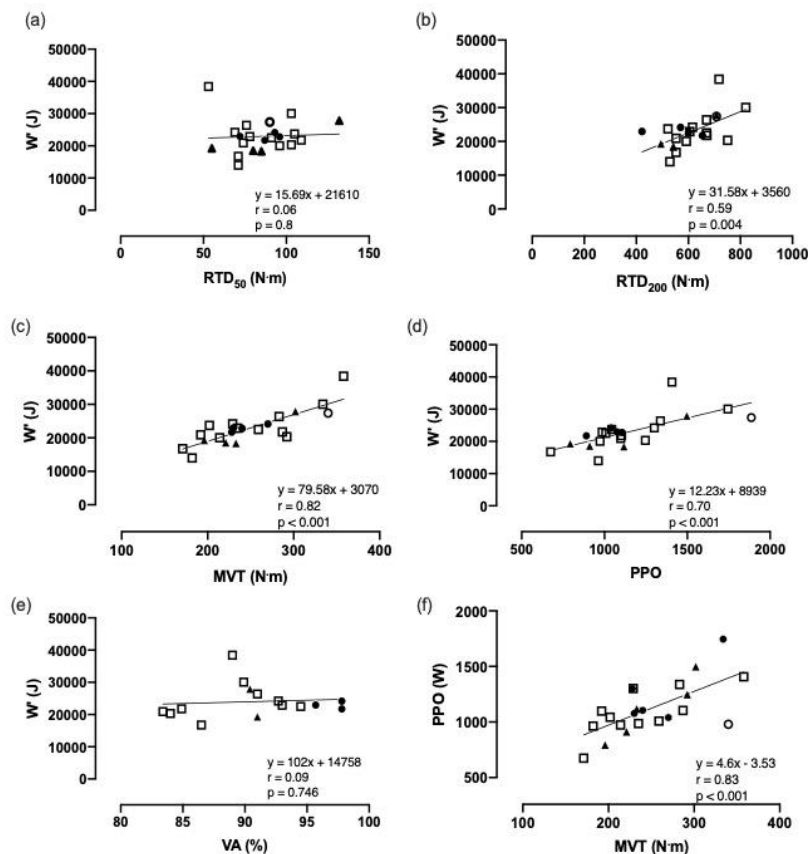 (a)
50000
40000
30000
20000
10000
0
W' (J)
y = 15.69x + 21610
r = 0.06
p = 0.8
0 50 100 150
RTD50 (N·m)
(b)
50000
40000
30000
20000
10000
0
W' (J)
y = 31.58x + 3560
r = 0.59
p = 0.004
0 200 400 600 800 1000
RTD200 (N·m)
(c)
50000
40000
30000
20000
10000
0
W' (J)
y = 79.58x + 3070
r = 0.82
p < 0.001
100 200 300 400
MVT (N·m)
(d)
50000
40000
30000
20000
10000
0
W' (J)
y = 12.23x + 8939
r = 0.70
p < 0.001
500 1000 1500 2000
PPO
(e)
50000
40000
30000
20000
10000
0
W' (J)
y = 102x + 14758
r = 0.09
p = 0.746
80 85 90 95 100
VA (%)
(f)
2000
1500
1000
500
PPO (W)
y = 4.6x - 3.53
r = 0.83
p < 0.001
100 200 300 400
MVT (N·m)